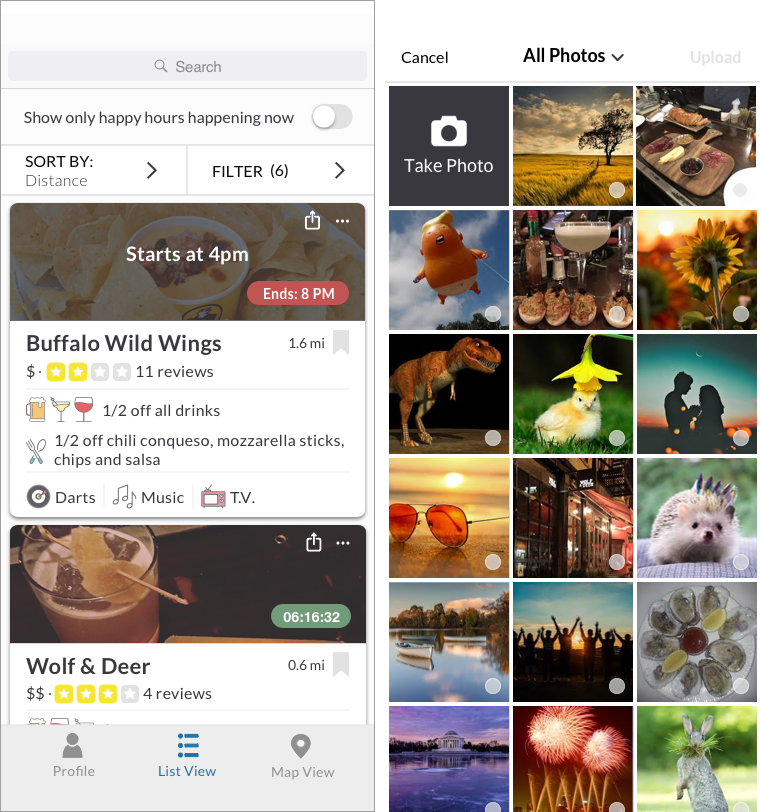 Search
Show only happy hours happening now
SORT BY:
Distance
FILTER (6)
Starts at 4pm
Ends: 8 PM
Buffalo Wild Wings
1.6 mi
$ · 11 reviews
1/2 off all drinks
1/2 off chili conqueso, mozzarella sticks,
chips and salsa
Darts
Music
T.V.
06:16:32
Wolf & Deer
0.6 mi
$$ · 4 reviews
Profile
List View
Map View
Cancel
All Photos
Upload
Take Photo